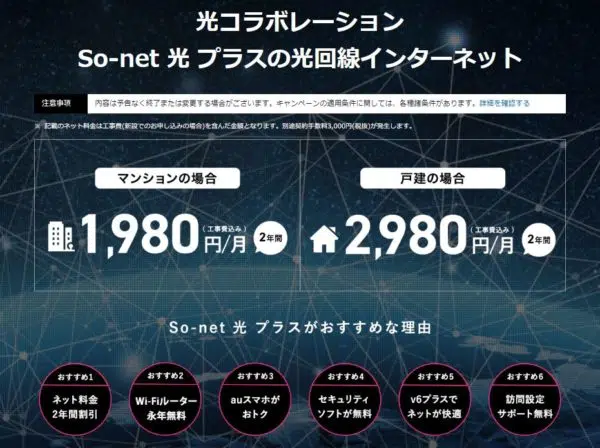 光コラボレーション
So-net 光 プラスの光回線インターネット
注意事項 内容は予告なく終了または変更する場合がございます。キャンペーンの適用条件に関しては、各種諸条件があります。詳細を確認する
※ 記載のネット料金は工事費(新設でのお申し込みの場合)を含んだ金額となります。別途契約手数料3,000円(税抜)が発生します。
マンションの場合
1,980 (工事費込み) 円/月 2年間
戸建の場合
2,980 (工事費込み) 円/月 2年間
So-net 光 プラスがおすすめな理由
おすすめ1
ネット料金
2年間割引
おすすめ2
Wi-Fiルーター
永年無料
おすすめ3
auスマホが
おトク
おすすめ4
セキュリティ
ソフトが無料
おすすめ5
v6プラスで
ネットが快適
おすすめ6
訪問設定
サポート無料